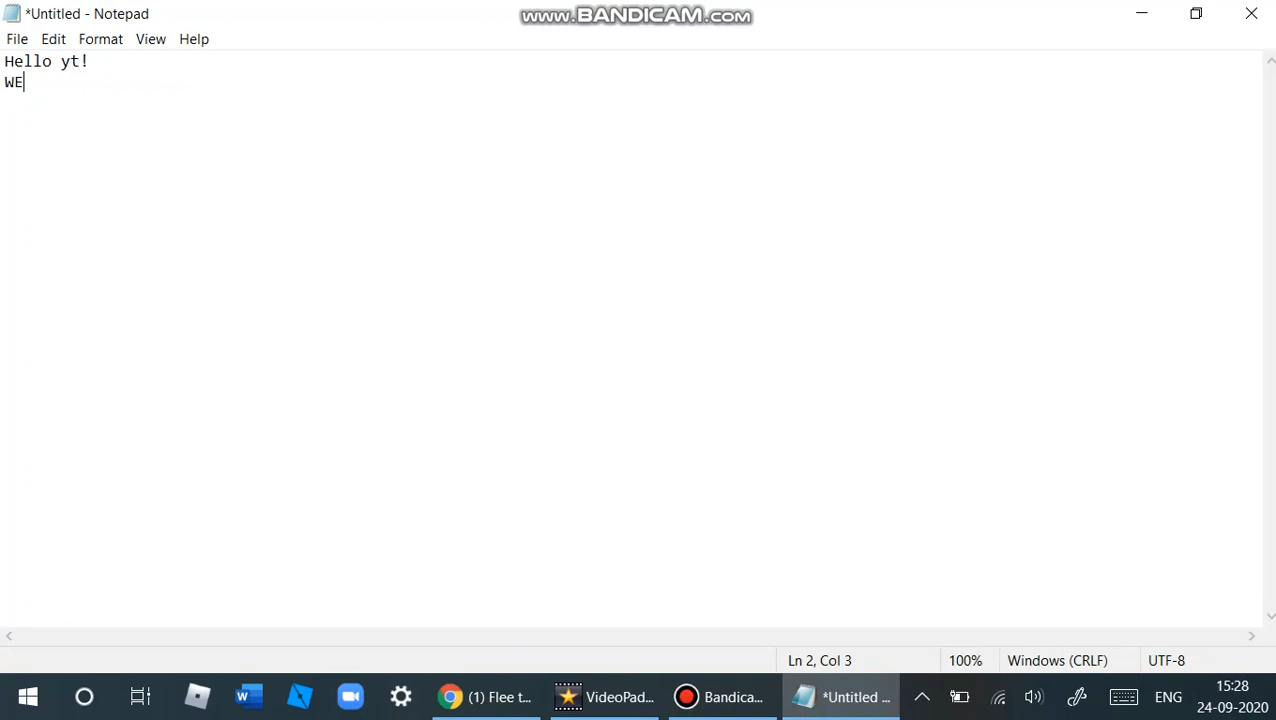 *Untitled - Notepad
www.BANDICAM.com
File Edit Format View Help
Hello yt!
WE
Ln 2, Col 3 100% Windows (CRLF) UTF-8
(1) Flee t... VideoPad... Bandica... *Untitled ... ENG 15:28
24-09-2020